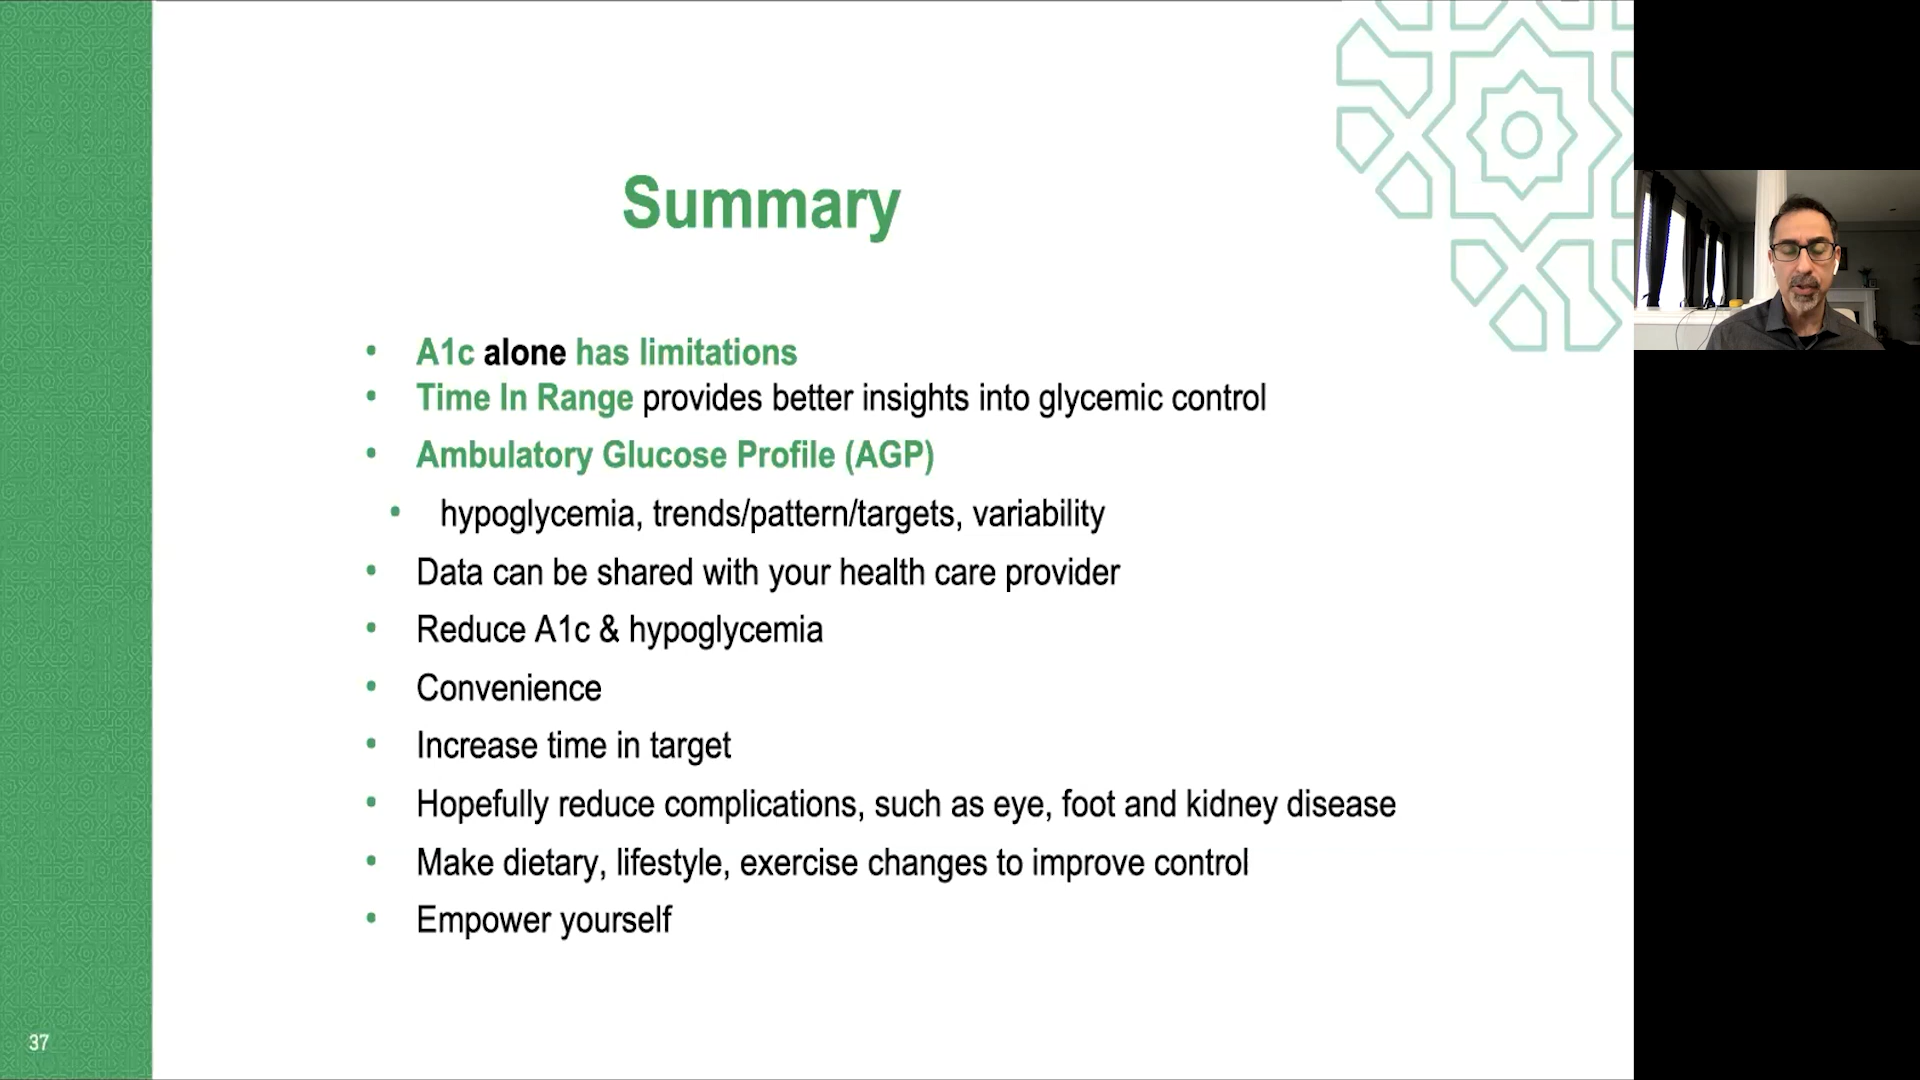 Summary
• A1c alone has limitations
• Time In Range provides better insights into glycemic control
• Ambulatory Glucose Profile (AGP)
• hypoglycemia, trends/pattern/targets, variability
• Data can be shared with your health care provider
• Reduce A1c & hypoglycemia
• Convenience
• Increase time in target
• Hopefully reduce complications, such as eye, foot and kidney disease
• Make dietary, lifestyle, exercise changes to improve control
• Empower yourself
37